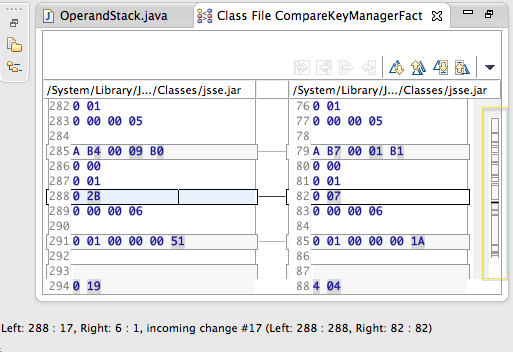 OperandStack.java
Class File CompareKeyManagerFact
/System/Library/J.../Classes/jsse.jar
/System/Library/J.../Classes/jsse.jar
282 0 01
283 0 00 00 05
284
285 A B4 00 09 B0
286 0 00
287 0 01
288 0 2B
289 0 00 00 06
290
291 0 01 00 00 00 51
292
293
294 0 19
76 0 01
77 0 00 00 05
78
79 A B7 00 01 B1
80 0 00
81 0 01
82 0 07
83 0 00 00 06
84
85 0 01 00 00 00 1A
86
87
88 4 04
Left: 288 : 17, Right: 6 : 1, incoming change #17 (Left: 288 : 288, Right: 82 : 82)